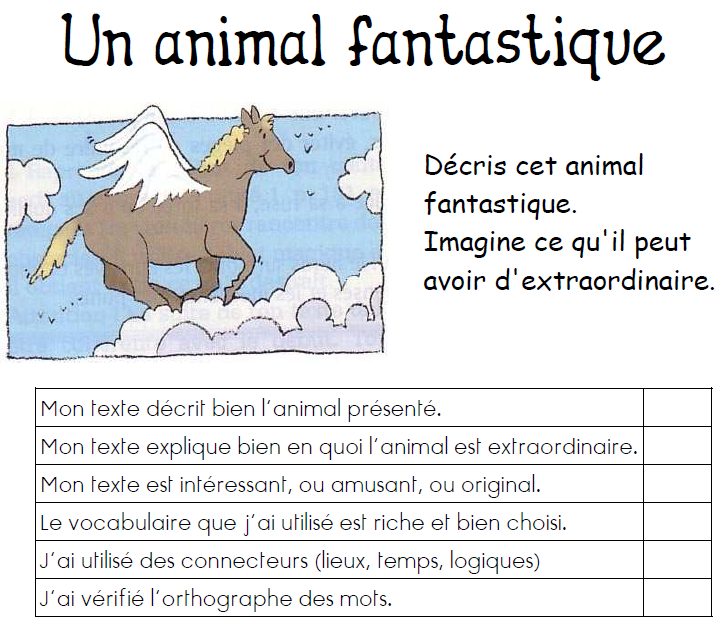 Un animal fantastique
Décris cet animal
fantastique.
Imagine ce qu'il peut
avoir d'extraordinaire.
Mon texte décrit bien l'animal présenté.
Mon texte explique bien en quoi l'animal est extraordinaire.
Mon texte est intéressant, ou amusant, ou original.
Le vocabulaire que j'ai utilisé est riche et bien choisi.
J'ai utilisé des connecteurs (lieux, temps, logiques)
J'ai vérifié l'orthographe des mots.